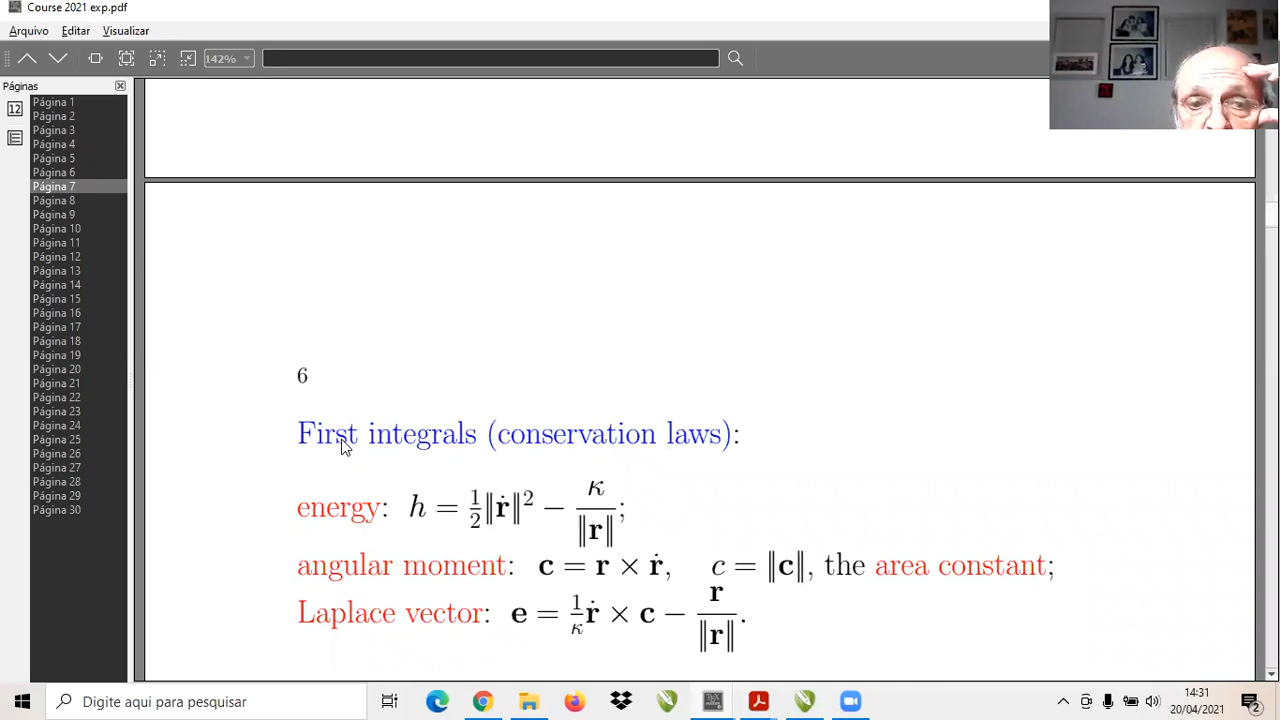 Course 2021 exp.pdf
Arquivo Editar Visualizar
142%
Páginas
12
Página 1
Página 2
Página 3
Página 4
Página 5
Página 6
Página 7
Página 8
Página 9
Página 10
Página 11
Página 12
Página 13
Página 14
Página 15
Página 16
Página 17
Página 18
Página 19
Página 20
Página 21
Página 22
Página 23
Página 24
Página 25
Página 26
Página 27
Página 28
Página 29
Página 30
6
First integrals (conservation laws):
energy: h = ½‖ṙ‖² − κ/‖r‖;
angular moment: c = r × ṙ, c = ‖c‖, the area constant;
Laplace vector: e = 1/κ ṙ × c − r/‖r‖.
Digite aqui para pesquisar
14:31
20/04/2021
2